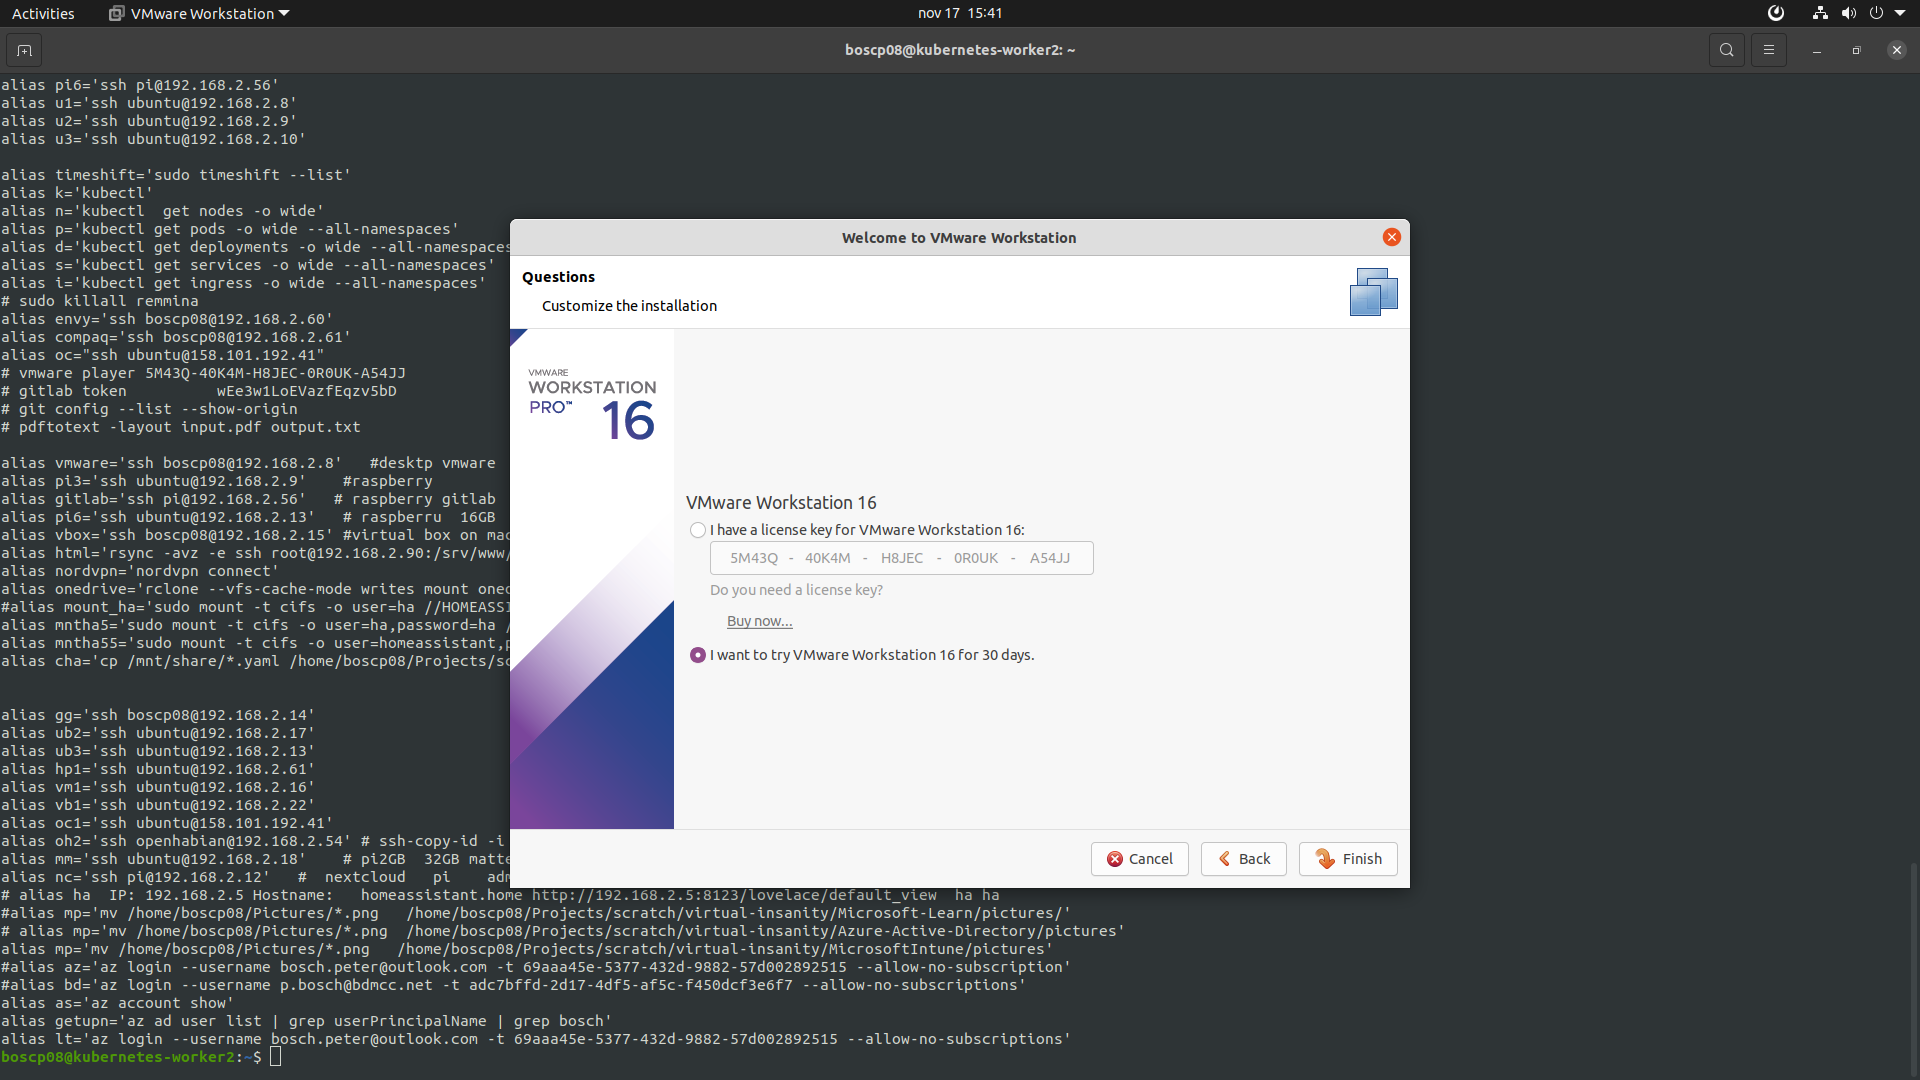 Activities VMware Workstation nov 17 15:41
boscp08@kubernetes-worker2: ~
alias pi6='ssh pi@192.168.2.56'
alias u1='ssh ubuntu@192.168.2.8'
alias u2='ssh ubuntu@192.168.2.9'
alias u3='ssh ubuntu@192.168.2.10'
alias timeshift='sudo timeshift --list'
alias k='kubectl'
alias n='kubectl  get nodes -o wide'
alias p='kubectl get pods -o wide --all-namespaces'
alias d='kubectl get deployments -o wide --all-namespaces
alias s='kubectl get services -o wide --all-namespaces'
alias i='kubectl get ingress -o wide --all-namespaces'
# sudo killall remmina
alias envy='ssh boscp08@192.168.2.60'
alias compaq='ssh boscp08@192.168.2.61'
alias oc="ssh ubuntu@158.101.192.41"
# vmware player 5M43Q-40K4M-H8JEC-0R0UK-A54JJ
# gitlab token          wEe3w1LoEVazfEqzv5bD
# git config --list --show-origin
# pdftotext -layout input.pdf output.txt
alias vmware='ssh boscp08@192.168.2.8'   #desktp vmware
alias pi3='ssh ubuntu@192.168.2.9'    #raspberry
alias gitlab='ssh pi@192.168.2.56'   # raspberry gitlab
alias pi6='ssh ubuntu@192.168.2.13'   # raspberru  16GB
alias vbox='ssh boscp08@192.168.2.15' #virtual box on mac
alias html='rsync -avz -e ssh root@192.168.2.90:/srv/www/
alias nordvpn='nordvpn connect'
alias onedrive='rclone --vfs-cache-mode writes mount oned
#alias mount_ha='sudo mount -t cifs -o user=ha //HOMEASSI
alias mntha5='sudo mount -t cifs -o user=ha,password=ha /
alias mntha55='sudo mount -t cifs -o user=homeassistant,p
alias cha='cp /mnt/share/*.yaml /home/boscp08/Projects/sc
alias gg='ssh boscp08@192.168.2.14'
alias ub2='ssh ubuntu@192.168.2.17'
alias ub3='ssh ubuntu@192.168.2.13'
alias hp1='ssh ubuntu@192.168.2.61'
alias vm1='ssh ubuntu@192.168.2.16'
alias vb1='ssh ubuntu@192.168.2.22'
alias oc1='ssh ubuntu@158.101.192.41'
alias oh2='ssh openhabian@192.168.2.54' # ssh-copy-id -i
alias mm='ssh ubuntu@192.168.2.18'    # pi2GB  32GB matte
alias nc='ssh pi@192.168.2.12'   #  nextcloud   pi    adm
# alias ha  IP: 192.168.2.5 Hostname:   homeassistant.home http://192.168.2.5:8123/lovelace/default_view  ha ha
#alias mp='mv /home/boscp08/Pictures/*.png   /home/boscp08/Projects/scratch/virtual-insanity/Microsoft-Learn/pictures/'
# alias mp='mv /home/boscp08/Pictures/*.png  /home/boscp08/Projects/scratch/virtual-insanity/Azure-Active-Directory/pictures'
alias mp='mv /home/boscp08/Pictures/*.png   /home/boscp08/Projects/scratch/virtual-insanity/MicrosoftIntune/pictures'
#alias az='az login --username bosch.peter@outlook.com -t 69aaa45e-5377-432d-9882-57d002892515 --allow-no-subscription'
#alias bd='az login --username p.bosch@bdmcc.net -t adc7bffd-2d17-4df5-af5c-f450dcf3e6f7 --allow-no-subscriptions'
alias as='az account show'
alias getupn='az ad user list | grep userPrincipalName | grep bosch'
alias lt='az login --username bosch.peter@outlook.com -t 69aaa45e-5377-432d-9882-57d002892515 --allow-no-subscriptions'
boscp08@kubernetes-worker2:~$
Welcome to VMware Workstation
Questions
Customize the installation
VMWARE
WORKSTATION
PRO™ 16
VMware Workstation 16
I have a license key for VMware Workstation 16:
5M43Q - 40K4M - H8JEC - 0R0UK - A54JJ
Do you need a license key?
Buy now...
I want to try VMware Workstation 16 for 30 days.
Cancel Back Finish